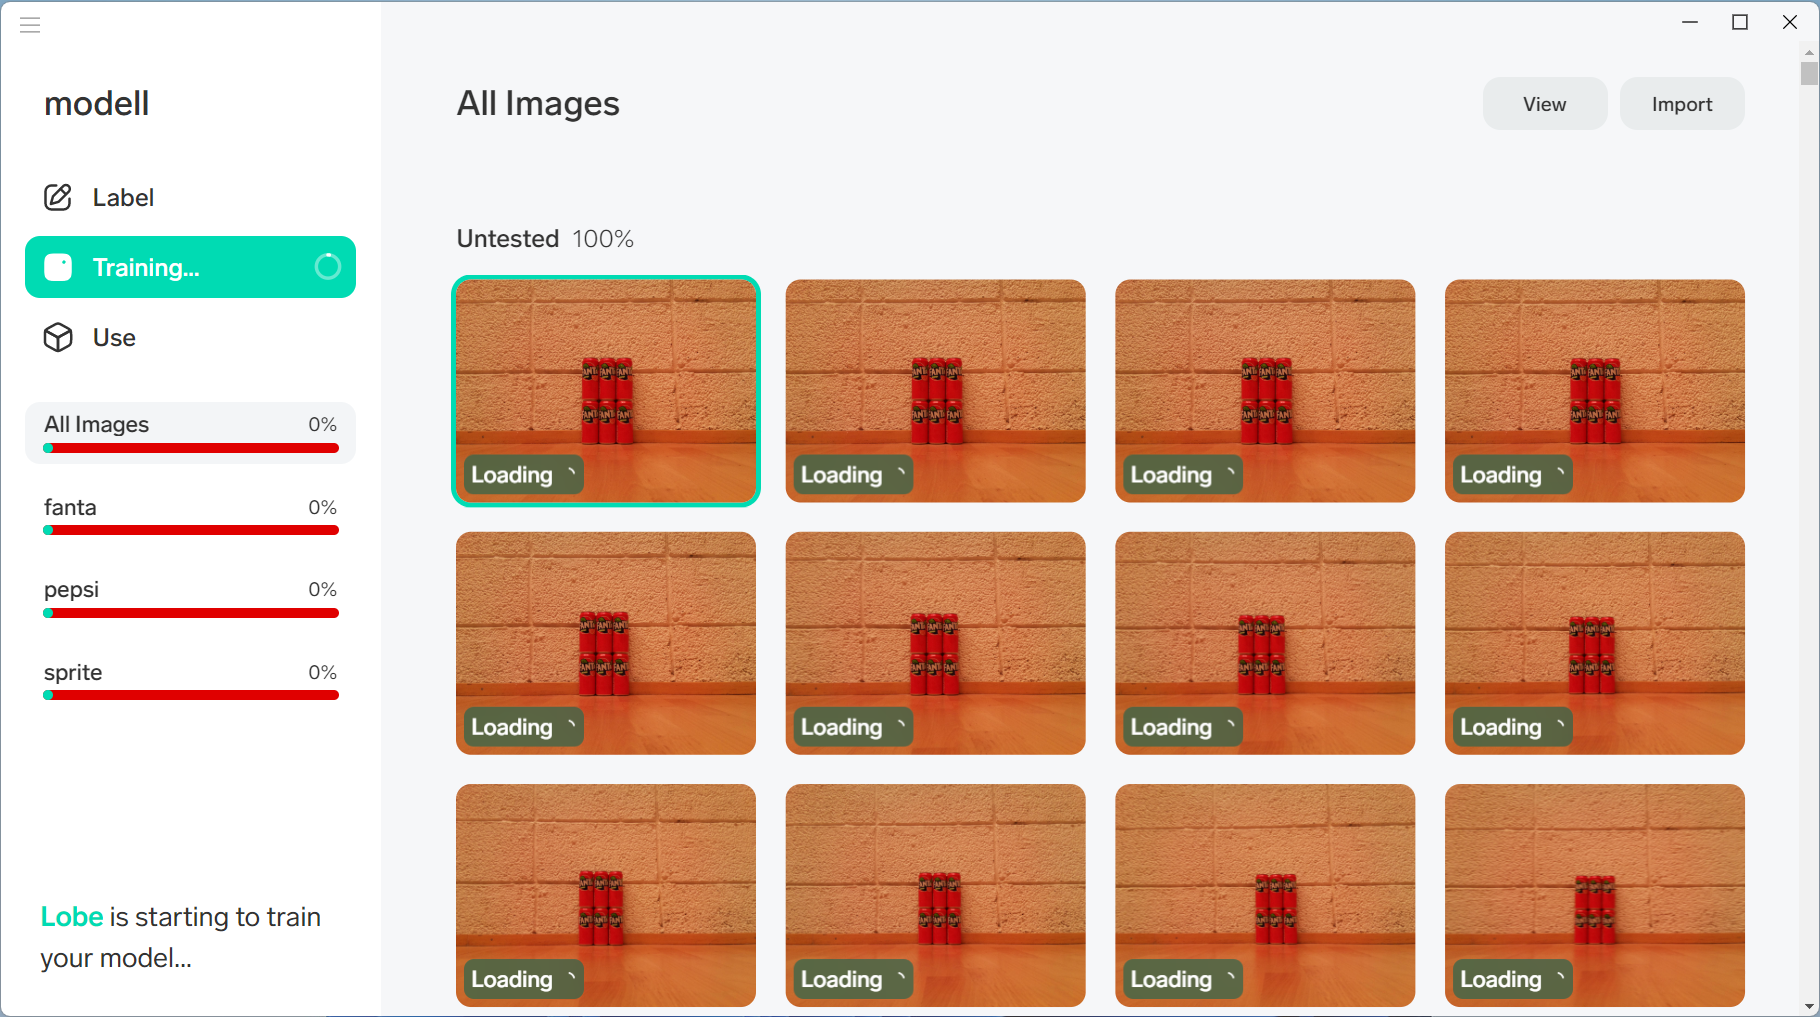 modell
Label
Training...
Use
All Images 0%
fanta 0%
pepsi 0%
sprite 0%
Lobe is starting to train
your model...
All Images
View
Import
Untested 100%
Loading
Loading
Loading
Loading
Loading
Loading
Loading
Loading
Loading
Loading
Loading
Loading